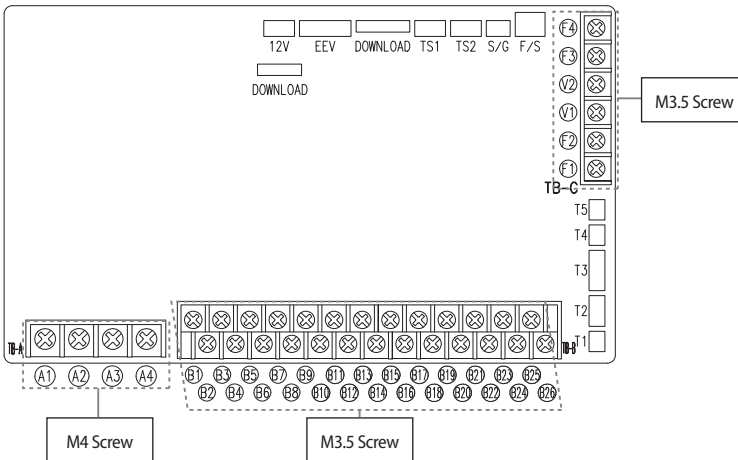 12V EEV DOWNLOAD TS1 TS2 S/G F/S
DOWNLOAD
F4
F3
V2
V1
F2
F1
M3.5 Screw
TB-C
T5
T4
T3
T2
T1
TB-A
TB-B
A1 A2 A3 A4
B1 B3 B5 B7 B9 B11 B13 B15 B17 B19 B21 B23 B25
B2 B4 B6 B8 B10 B12 B14 B16 B18 B20 B22 B24 B26
M4 Screw
M3.5 Screw